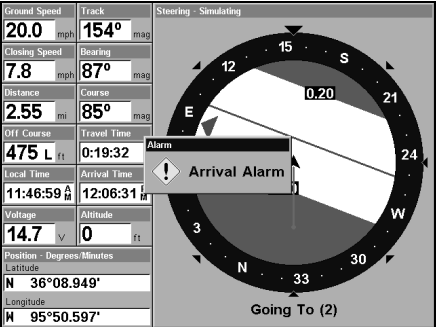 Ground Speed Track Steering - Simulating
20.0 mph 154° mag
Closing Speed Bearing
7.8 mph 87° mag
Distance Course
2.55 mi 85° mag
Off Course Travel Time
475 L ft 0:19:32
Local Time Arrival Time
11:46:59 AM 12:06:31
Voltage Altitude
14.7 V 0 ft
Position - Degrees/Minutes
Latitude
N 36°08.949'
Longitude
W 95°50.597'
15
S
12
0.20
21
E
24
Alarm
Arrival Alarm
W
3
30
N
33
Going To (2)